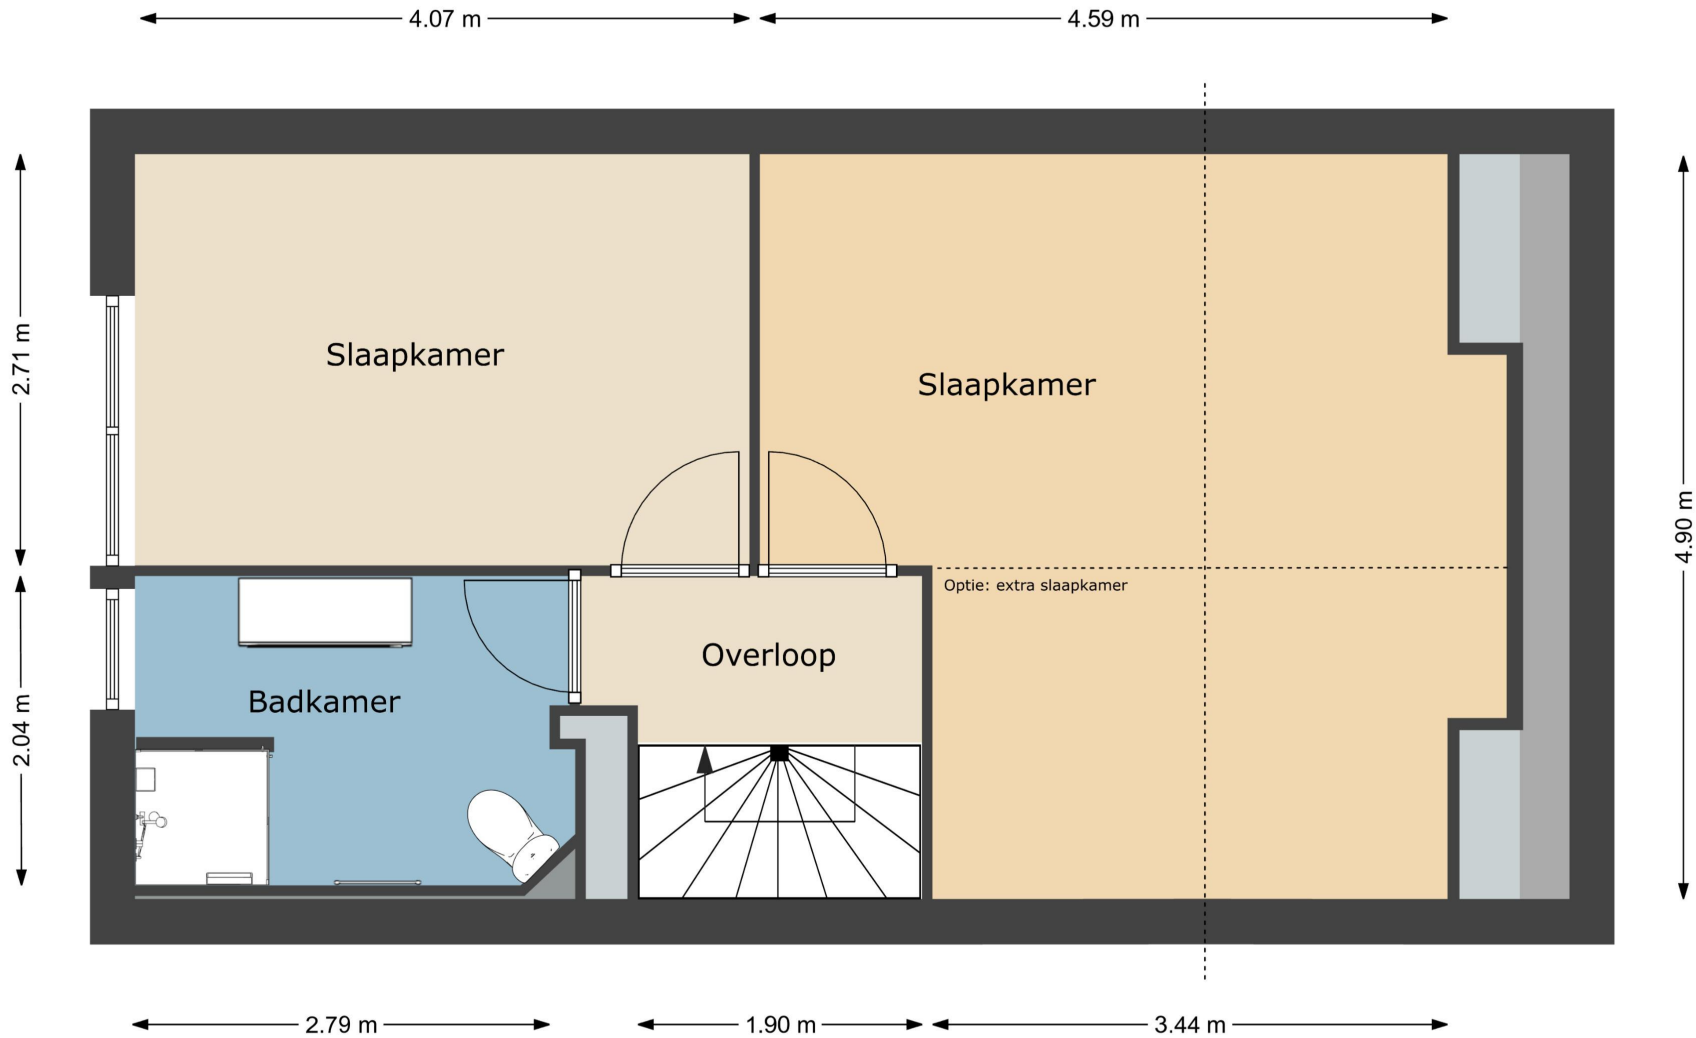 4.07 m
4.59 m
2.71 m
Slaapkamer
Slaapkamer
4.90 m
Optie: extra slaapkamer
Overloop
Badkamer
2.04 m
2.79 m
1.90 m
3.44 m